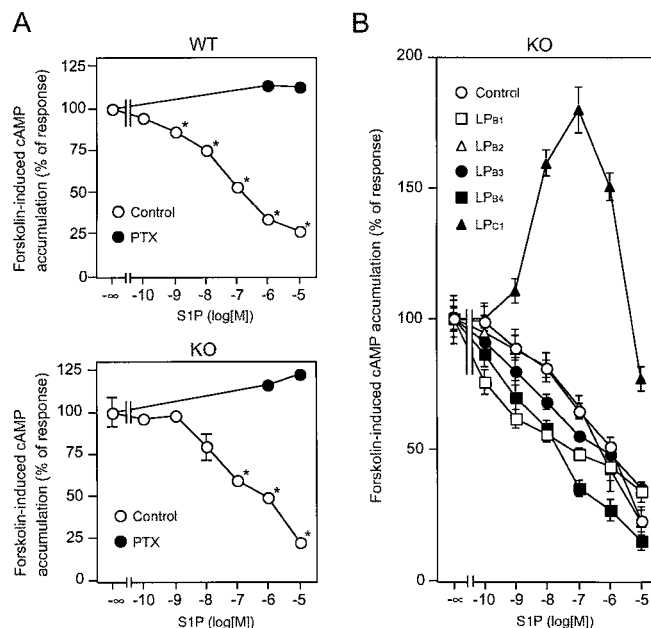 A
WT
Forskolin-induced cAMP
accumulation (% of response)
125
100
75
50
25
0
* * * * *
Control
PTX
-∞ -10 -9 -8 -7 -6 -5
S1P (log[M])
KO
Forskolin-induced cAMP
accumulation (% of response)
125
100
75
50
25
0
* * *
Control
PTX
-∞ -10 -9 -8 -7 -6 -5
S1P (log[M])
B
KO
Forskolin-induced cAMP accumulation (% of response)
200
150
100
50
0
Control
LPB1
LPB2
LPB3
LPB4
LPC1
-∞ -10 -9 -8 -7 -6 -5
S1P (log[M])